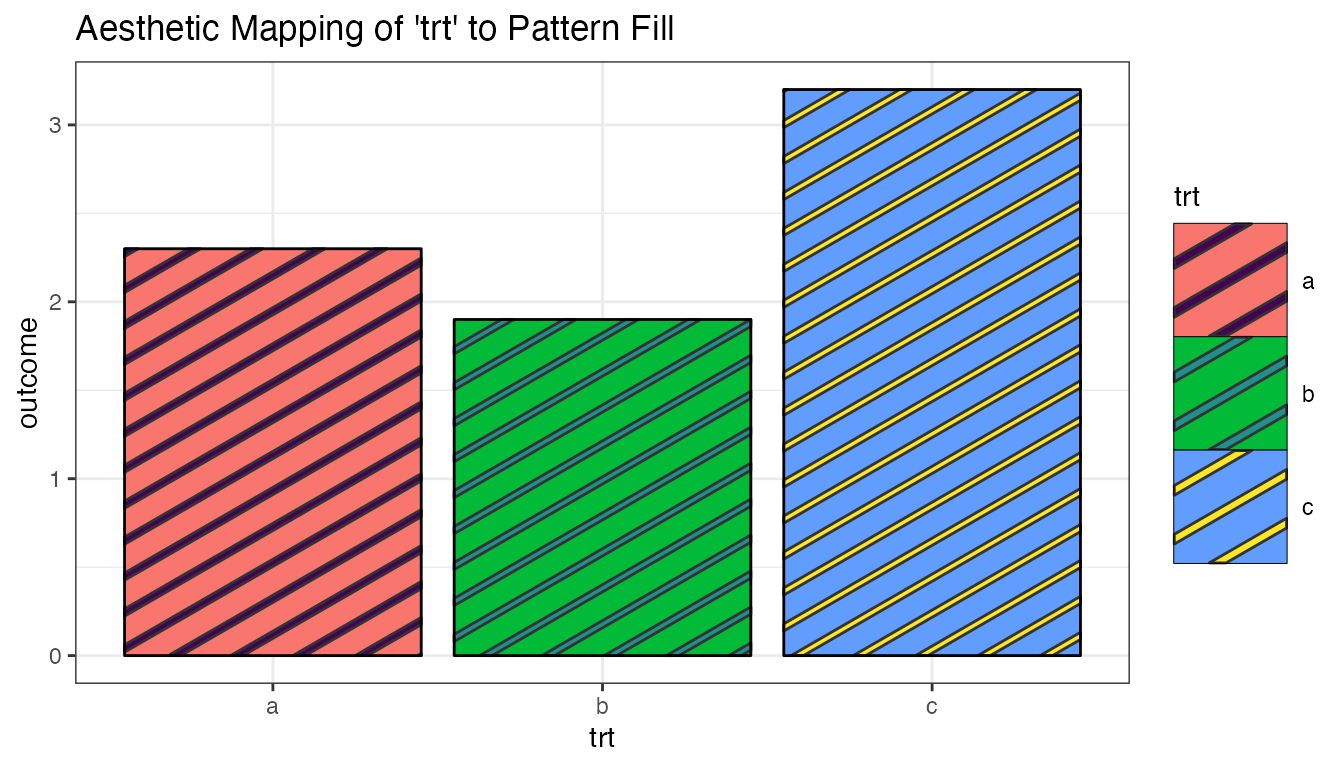 Aesthetic Mapping of 'trt' to Pattern Fill
3
2
1
0
outcome
a
b
c
trt
trt
a
b
c